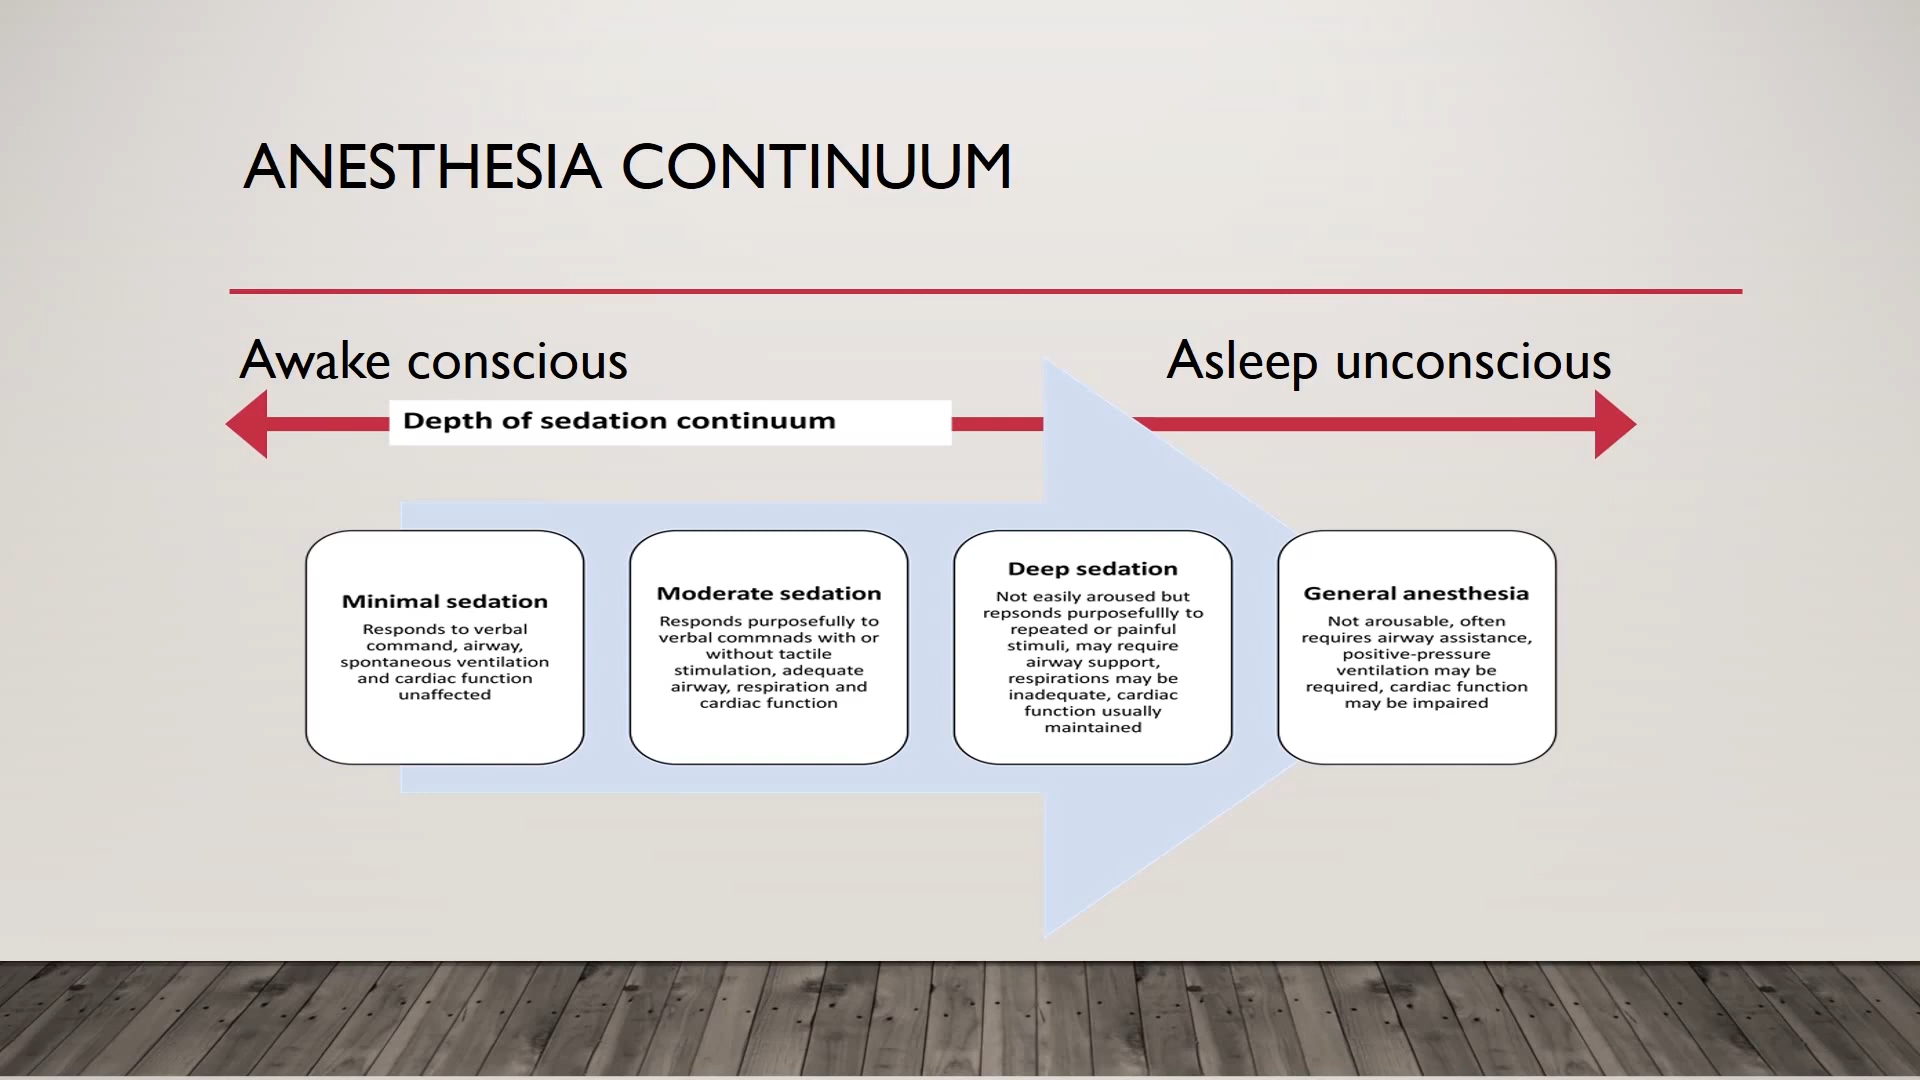 ANESTHESIA CONTINUUM
Awake conscious
Asleep unconscious
Depth of sedation continuum
Minimal sedation
Responds to verbal
command, airway,
spontaneous ventilation
and cardiac function
unaffected
Moderate sedation
Responds purposefully to
verbal commnads with or
without tactile
stimulation, adequate
airway, respiration and
cardiac function
Deep sedation
Not easily aroused but
repsonds purposefullly to
repeated or painful
stimuli, may require
airway support,
respirations may be
inadequate, cardiac
function usually
maintained
General anesthesia
Not arousable, often
requires airway assistance,
positive-pressure
ventilation may be
required, cardiac function
may be impaired